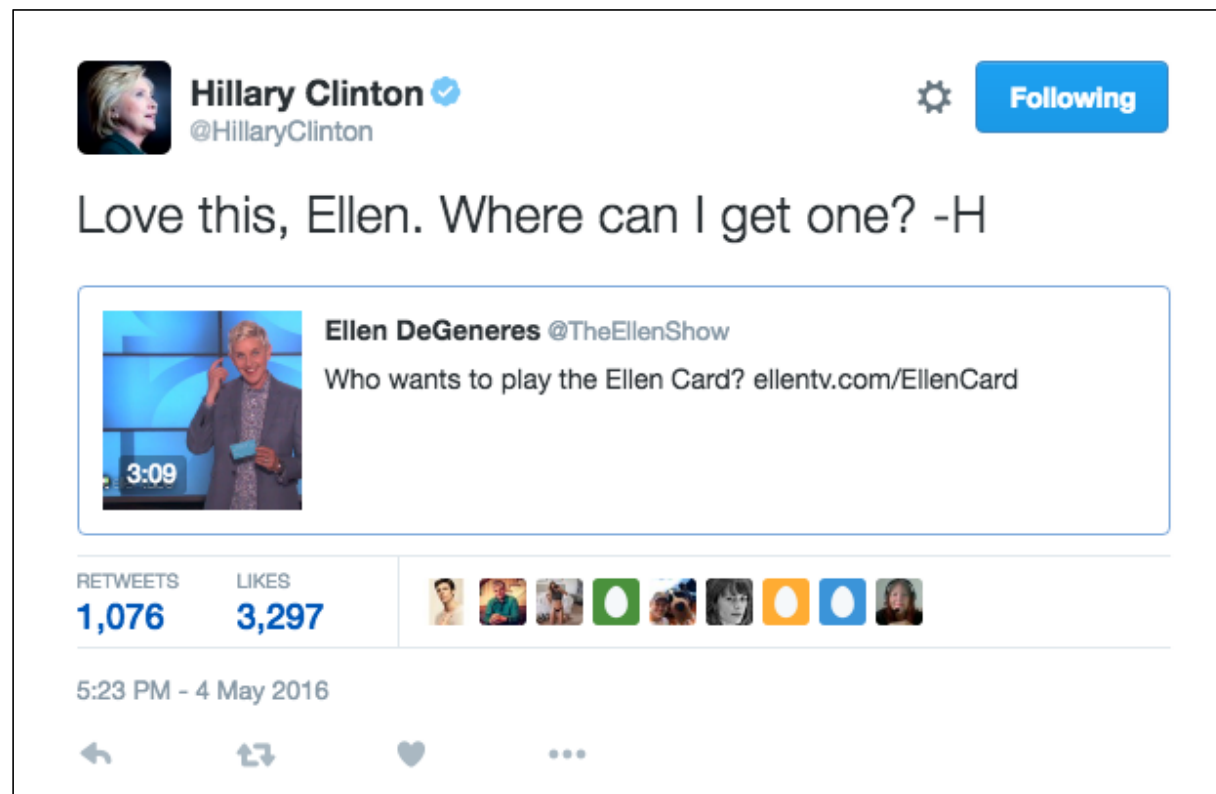 Hillary Clinton
@HillaryClinton
Following
Love this, Ellen. Where can I get one? -H
Ellen DeGeneres @TheEllenShow
Who wants to play the Ellen Card? ellentv.com/EllenCard
3:09
RETWEETS LIKES
1,076 3,297
5:23 PM - 4 May 2016